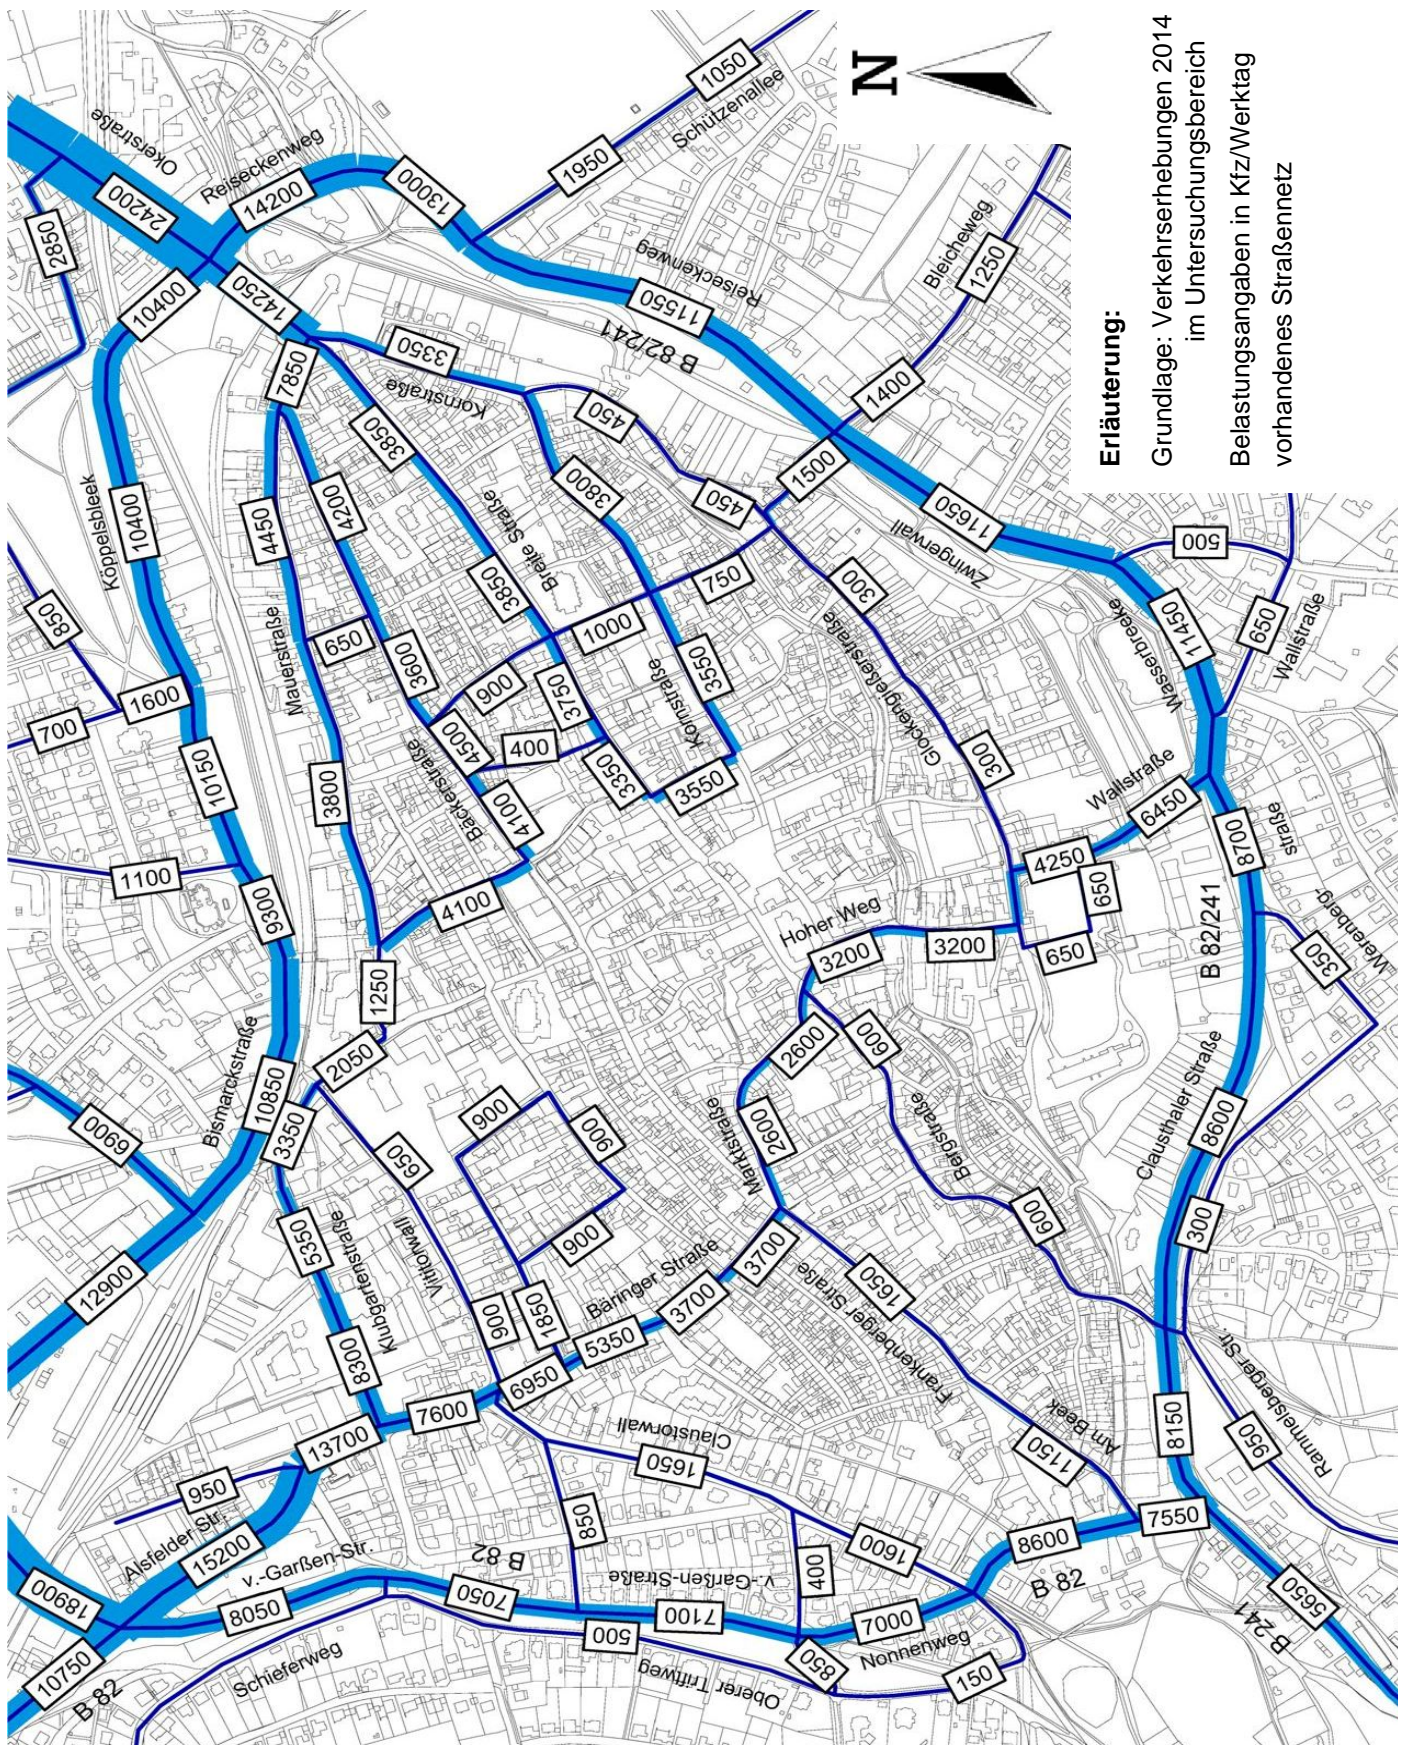 Okerstraße
2850
24200
Reiseckenweg
14200
13000
1050
Schützenallee
1950
N
10400
14250
3350
7850
Kornstraße
Reiseckenweg
11550
B 82/241
Bleicheweg
1250
Köppelsbleek
10400
4450
4200
3850
450
3800
450
1500
1400
Breite Straße
850
700
1600
Mauerstraße
650
3600
3850
1000
750
300
Zwingerwall
11650
500
900
3750
Kornstraße
3550
Glockengießerstraße
Wasserbreeke
11450
650
Wallstraße
10150
3800
Bäckerstraße
4500
400
3350
3550
300
Wallstraße
6450
1100
9300
4100
4100
4250
650
8700
straße
Hoher Weg
3200
3200
650
B 82/241
350
Wierenberg-
1250
2050
Bismarckstraße
10850
3350
6900
2600
600
900
900
650
Marktstraße
2600
Bergstraße
Clausthaler Straße
8600
300
12900
5350
Klubgartenstraße
Vititorwall
900
Bäringer Straße
3700
3700
600
900
1850
5350
Frankenberger Straße
1650
8300
7600
6950
13700
Claustorwall
1650
Am Beek
1150
8150
Rammelsberger Str.
950
950
Alsfelder Str.
15200
v.-Garßen-Str.
B 82
850
v.-Garßen-Straße
400
1600
8600
7550
18900
8050
7050
7100
7000
B 82
5650
B 241
10750
B 82
Schieferweg
500
Oberer Triftweg
850
Nonnenweg
150
Erläuterung:
Grundlage: Verkehrserhebungen 2014
im Untersuchungsbereich
Belastungsangaben in Kfz/Werktag
vorhandenes Straßennetz